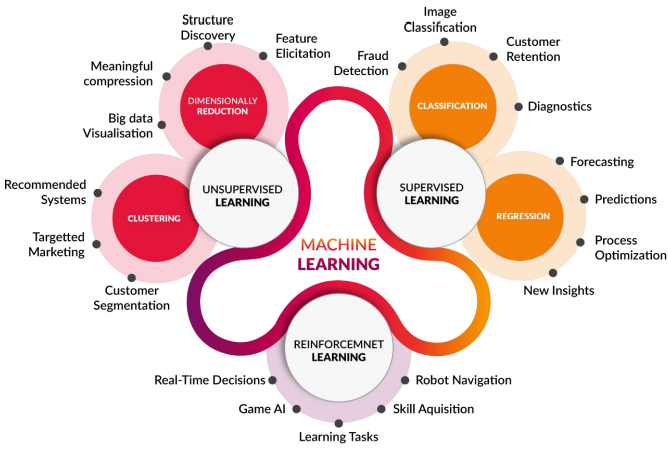 Structure
Discovery
Feature
Elicitation
Meaningful
compression
Big data
Visualisation
DIMENSIONALLY
REDUCTION
UNSUPERVISED
LEARNING
Recommended
Systems
CLUSTERING
Targetted
Marketing
Customer
Segmentation
Image
Classification
Fraud
Detection
Customer
Retention
CLASSIFICATION
Diagnostics
SUPERVISED
LEARNING
Forecasting
REGRESSION
Predictions
Process
Optimization
New Insights
MACHINE
LEARNING
REINFORCEMNET
LEARNING
Real-Time Decisions
Robot Navigation
Game AI
Skill Aquisition
Learning Tasks